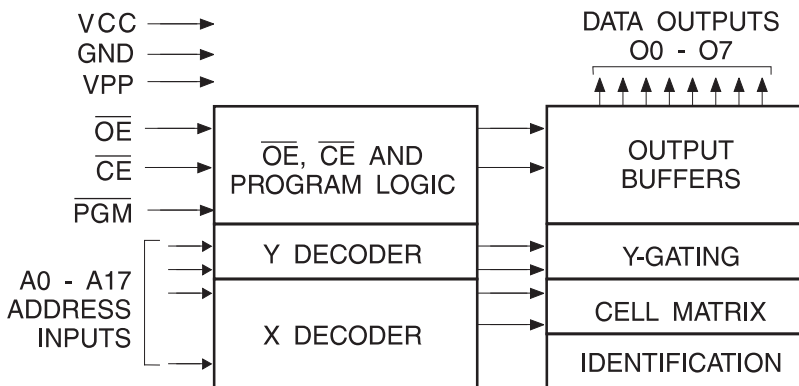 VCC
GND
VPP
OE
CE
PGM
A0 - A17
ADDRESS
INPUTS
OE, CE AND
PROGRAM LOGIC
Y DECODER
X DECODER
DATA OUTPUTS
O0 - O7
OUTPUT
BUFFERS
Y-GATING
CELL MATRIX
IDENTIFICATION